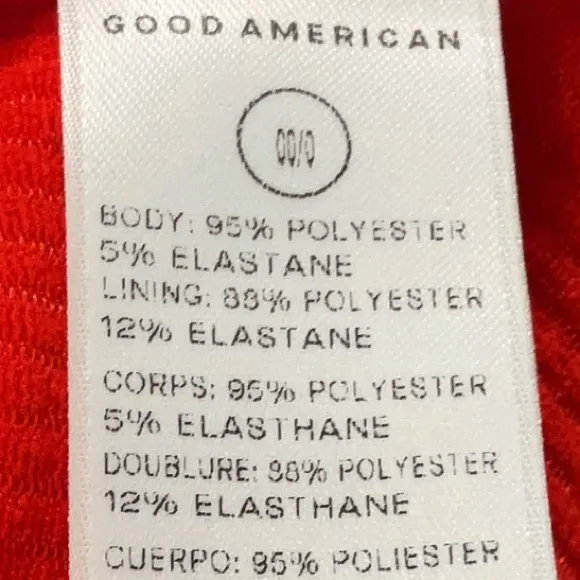 GOOD AMERICAN
00/0
BODY: 95% POLYESTER
5% ELASTANE
LINING: 88% POLYESTER
12% ELASTANE
CORPS: 95% POLYESTER
5% ELASTHANE
DOUBLURE: 88% POLYESTER
12% ELASTHANE
CUERPO: 95% POLIESTER